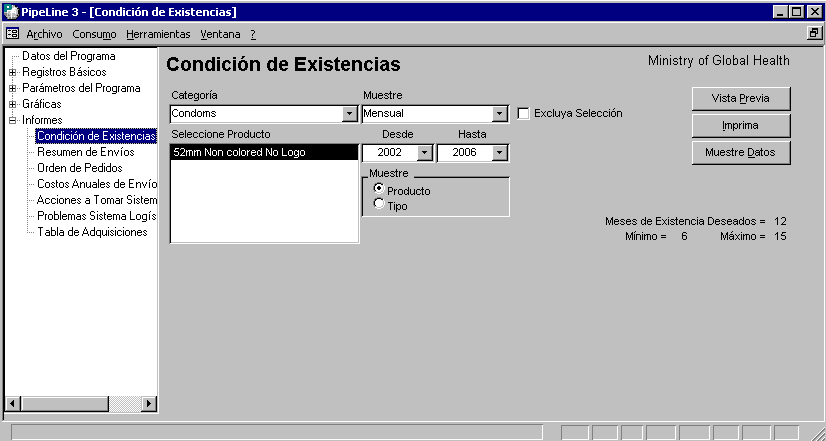 PipeLine 3 - [Condición de Existencias]
Archivo Consumo Herramientas Ventana ?
Datos del Programa
Registros Básicos
Parámetros del Programa
Gráficas
Informes
Condición de Existencias
Resumen de Envíos
Orden de Pedidos
Costos Anuales de Envío
Acciones a Tomar Sistem
Problemas Sistema Logís
Tabla de Adquisiciones
Condición de Existencias
Ministry of Global Health
Categoría
Condoms
Muestre
Mensual
Excluya Selección
Seleccione Producto
52mm Non colored No Logo
Desde Hasta
2002 2006
Muestre
Producto
Tipo
Vista Previa
Imprima
Muestre Datos
Meses de Existencia Deseados = 12
Mínimo = 6 Máximo = 15